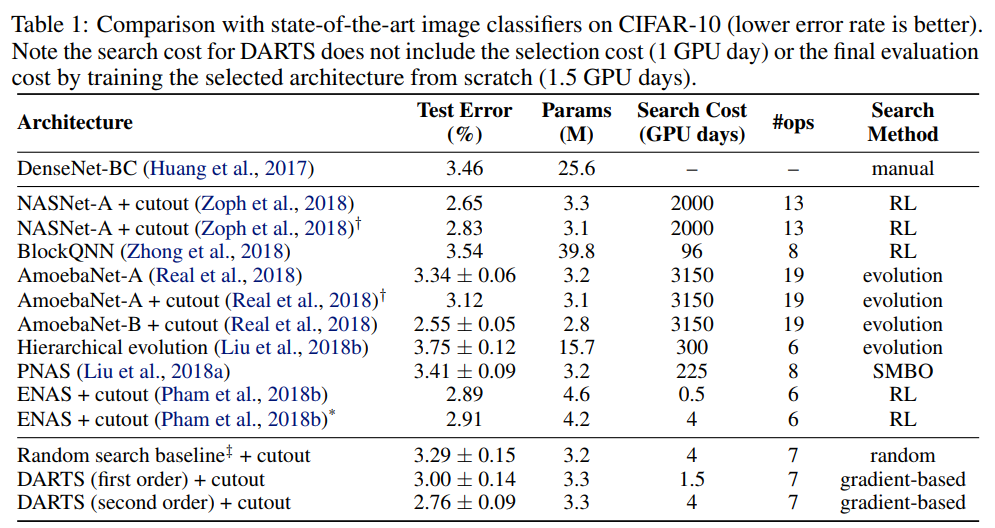 Table 1: Comparison with state-of-the-art image classifiers on CIFAR-10 (lower error rate is better).
Note the search cost for DARTS does not include the selection cost (1 GPU day) or the final evaluation
cost by training the selected architecture from scratch (1.5 GPU days).
Architecture Test Error (%) Params (M) Search Cost (GPU days) #ops Search Method
DenseNet-BC (Huang et al., 2017) 3.46 25.6 – – manual
NASNet-A + cutout (Zoph et al., 2018) 2.65 3.3 2000 13 RL
NASNet-A + cutout (Zoph et al., 2018)† 2.83 3.1 2000 13 RL
BlockQNN (Zhong et al., 2018) 3.54 39.8 96 8 RL
AmoebaNet-A (Real et al., 2018) 3.34 ± 0.06 3.2 3150 19 evolution
AmoebaNet-A + cutout (Real et al., 2018)† 3.12 3.1 3150 19 evolution
AmoebaNet-B + cutout (Real et al., 2018) 2.55 ± 0.05 2.8 3150 19 evolution
Hierarchical evolution (Liu et al., 2018b) 3.75 ± 0.12 15.7 300 6 evolution
PNAS (Liu et al., 2018a) 3.41 ± 0.09 3.2 225 8 SMBO
ENAS + cutout (Pham et al., 2018b) 2.89 4.6 0.5 6 RL
ENAS + cutout (Pham et al., 2018b)* 2.91 4.2 4 6 RL
Random search baseline‡ + cutout 3.29 ± 0.15 3.2 4 7 random
DARTS (first order) + cutout 3.00 ± 0.14 3.3 1.5 7 gradient-based
DARTS (second order) + cutout 2.76 ± 0.09 3.3 4 7 gradient-based